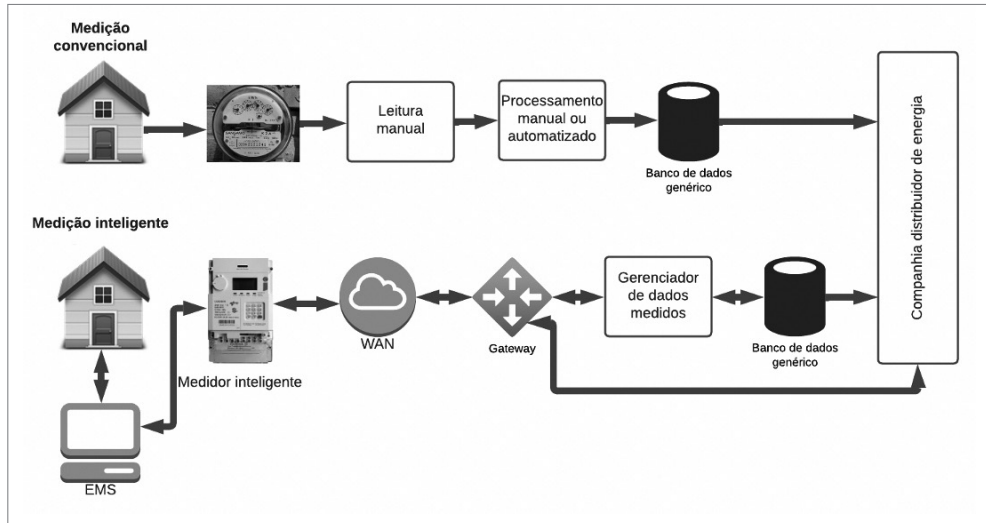 Medição
convencional
Leitura
manual
Processamento
manual ou
automatizado
Banco de dados
genérico
Companhia distribuidor de energia
Medição inteligente
Medidor inteligente
WAN
Gateway
Gerenciador
de dados
medidos
Banco de dados
genérico
EMS